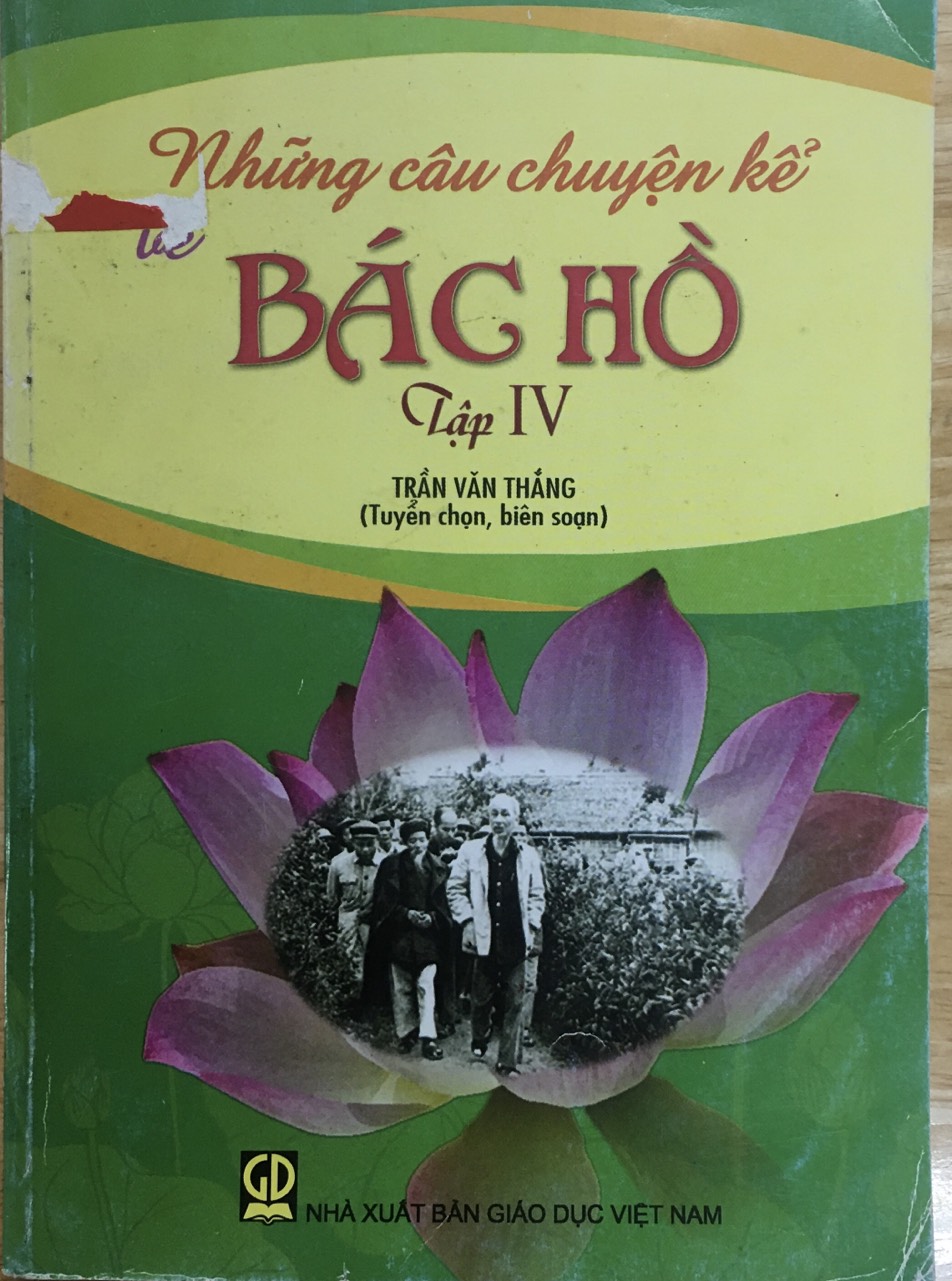 Những câu chuyện kể
về
BÁC HỒ
Tập IV
TRẦN VĂN THẮNG
(Tuyển chọn, biên soạn)
GD
NHÀ XUẤT BẢN GIÁO DỤC VIỆT NAM